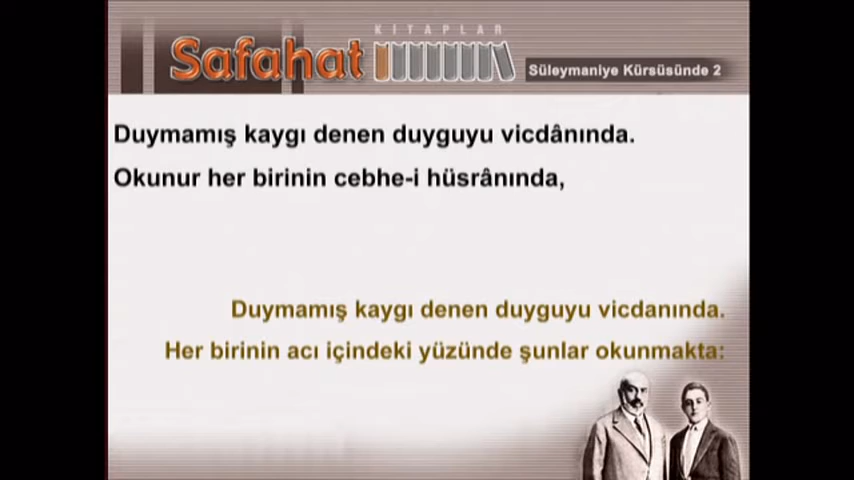 KİTAPLAR
Safahat
Süleymaniye Kürsüsünde 2
Duymamış kaygı denen duyguyu vicdânında.
Okunur her birinin cebhe-i hüsrânında,
Duymamış kaygı denen duyguyu vicdanında.
Her birinin acı içindeki yüzünde şunlar okunmakta: